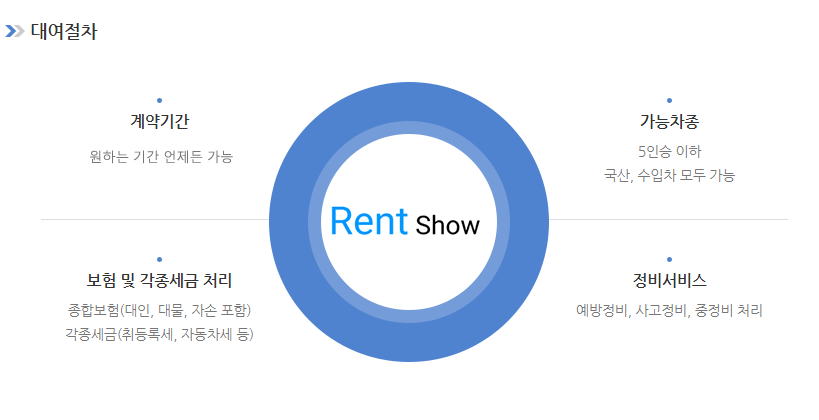 대여절차
계약기간
원하는 기간 언제든 가능
가능차종
5인승 이하
국산, 수입차 모두 가능
Rent Show
보험 및 각종세금 처리
종합보험(대인, 대물, 자손 포함)
각종세금(취등록세, 자동차세 등)
정비서비스
예방정비, 사고정비, 중정비 처리